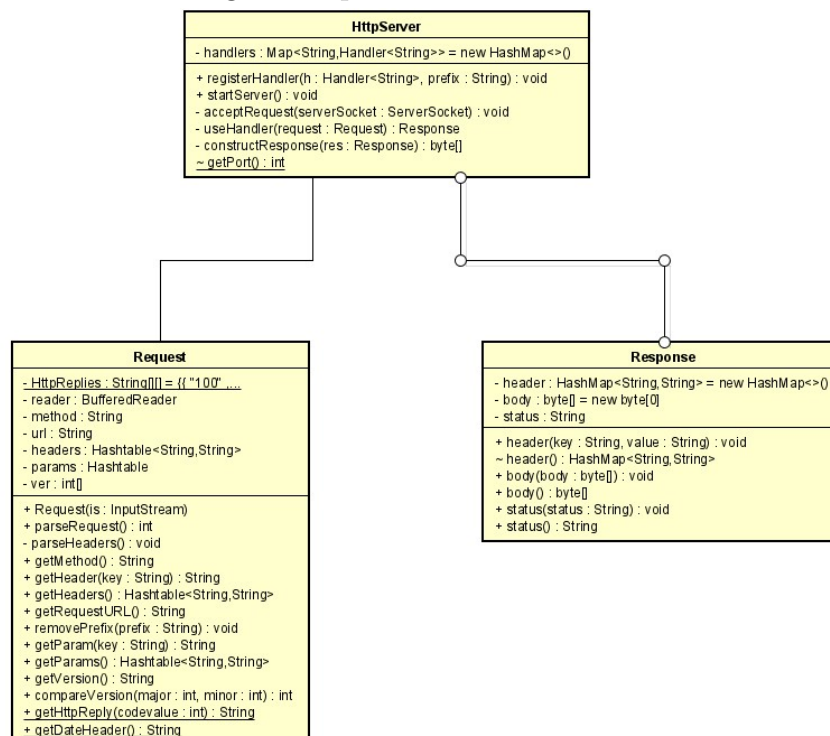 HttpServer
- handlers : Map<String,Handler<String>> = new HashMap<>()
+ registerHandler(h : Handler<String>, prefix : String) : void
+ startServer() : void
- acceptRequest(serverSocket : ServerSocket) : void
- useHandler(request : Request) : Response
- constructResponse(res : Response) : byte[]
~ getPort() : int
Request
- HttpReplies : String[][] = {{ "100" ,...
- reader : BufferedReader
- method : String
- url : String
- headers : Hashtable<String,String>
- params : Hashtable
- ver : int[]
+ Request(is : InputStream)
+ parseRequest() : int
- parseHeaders() : void
+ getMethod() : String
+ getHeader(key : String) : String
+ getHeaders() : Hashtable<String,String>
+ getRequestURL() : String
+ removePrefix(prefix : String) : void
+ getParam(key : String) : String
+ getParams() : Hashtable<String,String>
+ getVersion() : String
+ compareVersion(major : int, minor : int) : int
+ getHttpReply(codevalue : int) : String
+ getDateHeader() : String
Response
- header : HashMap<String,String> = new HashMap<>()
- body : byte[] = new byte[0]
- status : String
+ header(key : String, value : String) : void
~ header() : HashMap<String,String>
+ body(body : byte[]) : void
+ body() : byte[]
+ status(status : String) : void
+ status() : String